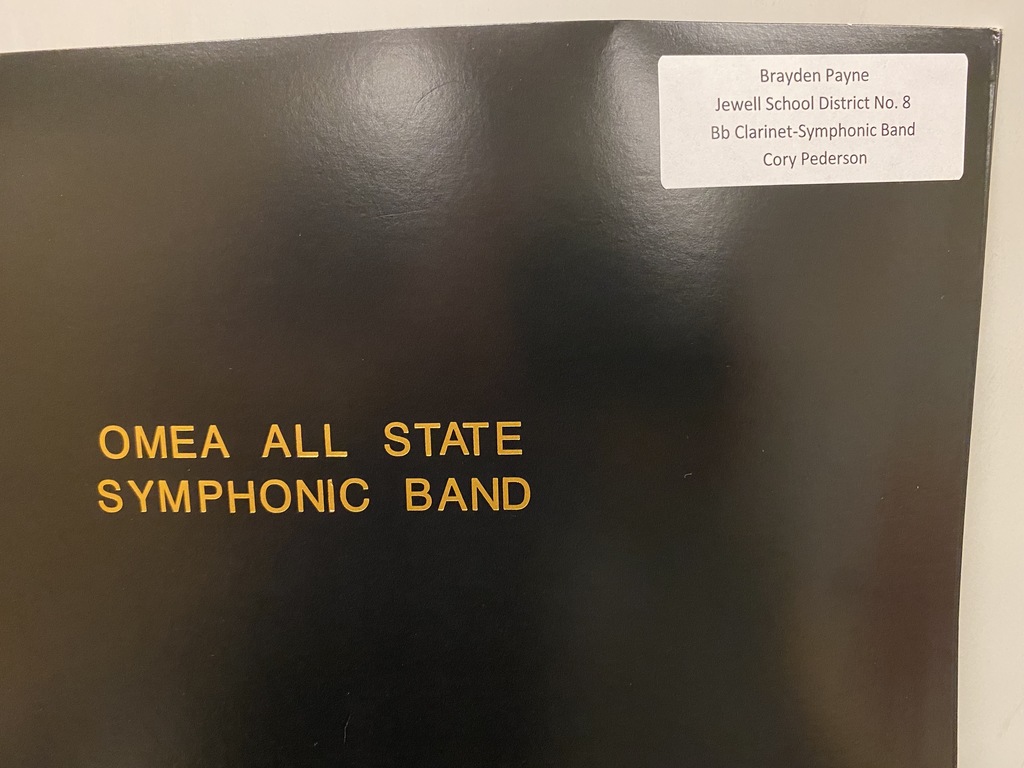 Brayden Payne
Jewell School District No. 8
Bb Clarinet-Symphonic Band
Cory Pederson
OMEA ALL STATE
SYMPHONIC BAND